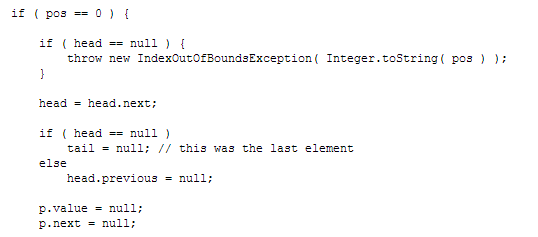 if ( pos == 0 ) {
if ( head == null ) {
throw new IndexOutOfBoundsException( Integer.toString( pos ) );
}
head = head.next;
if ( head == null )
tail = null; // this was the last element
else
head.previous = null;
p.value = null;
p.next = null;